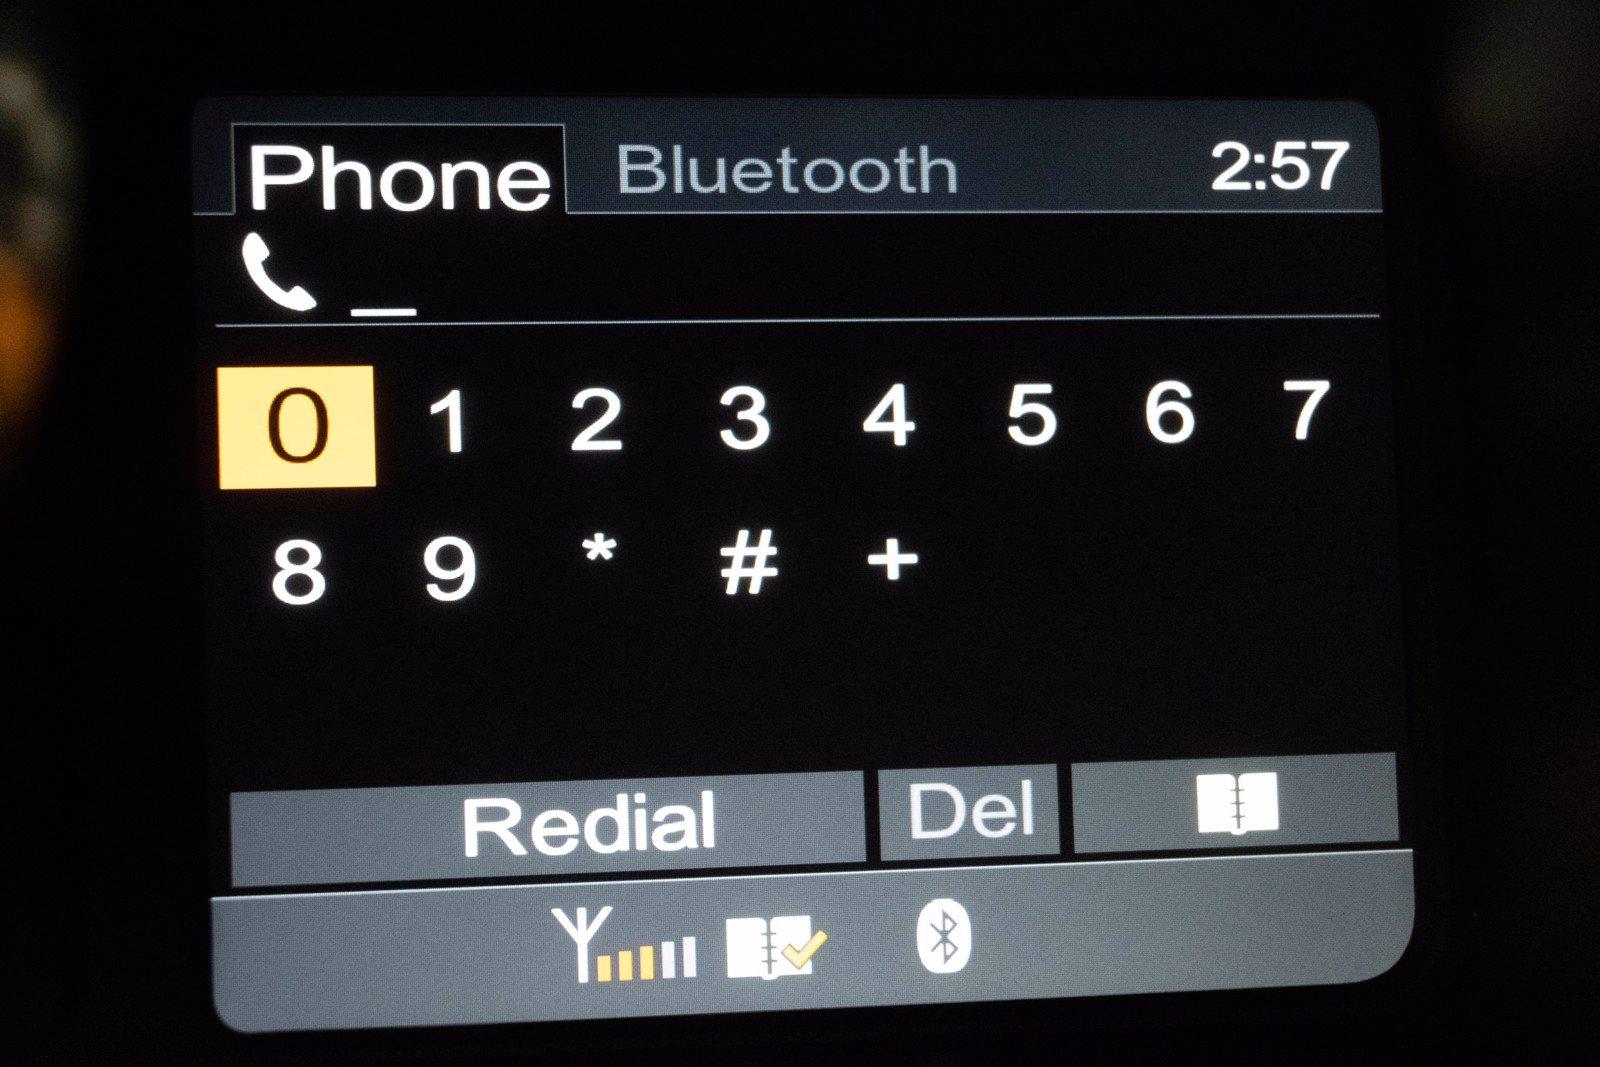 Phone Bluetooth 2:57
_
0 1 2 3 4 5 6 7
8 9 * # +
Redial Del